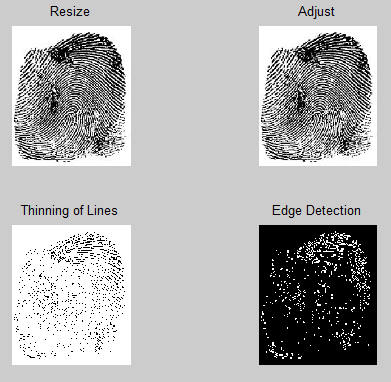 Resize
Adjust
Thinning of Lines
Edge Detection